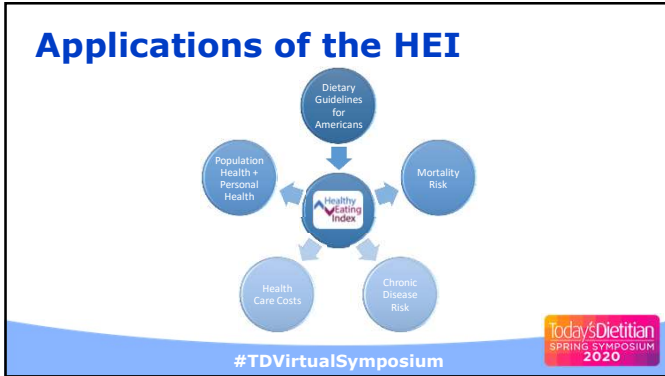 Applications of the HEI
Dietary
Guidelines
for
Americans
Population
Health +
Personal
Health
Mortality
Risk
Healthy
Eating
Index
Health
Care Costs
Chronic
Disease
Risk
Today'sDietitian
SPRING SYMPOSIUM
2020
#TDVirtualSymposium